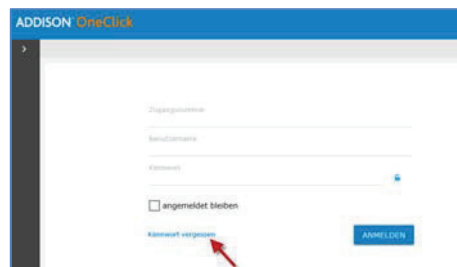 ADDISON OneClick
Zugangsnummer
Benutzername
Kennwort
angemeldet bleiben
Kennwort vergessen
ANMELDEN